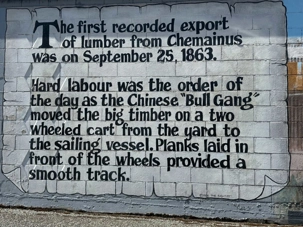 The first recorded export
of lumber from Chemainus
was on September 25, 1863.
Hard labour was the order of
the day as the Chinese "Bull Gang"
moved the big timber on a two
wheeled cart from the yard to
the sailing vessel. Planks laid in
front of the wheels provided a
smooth track.